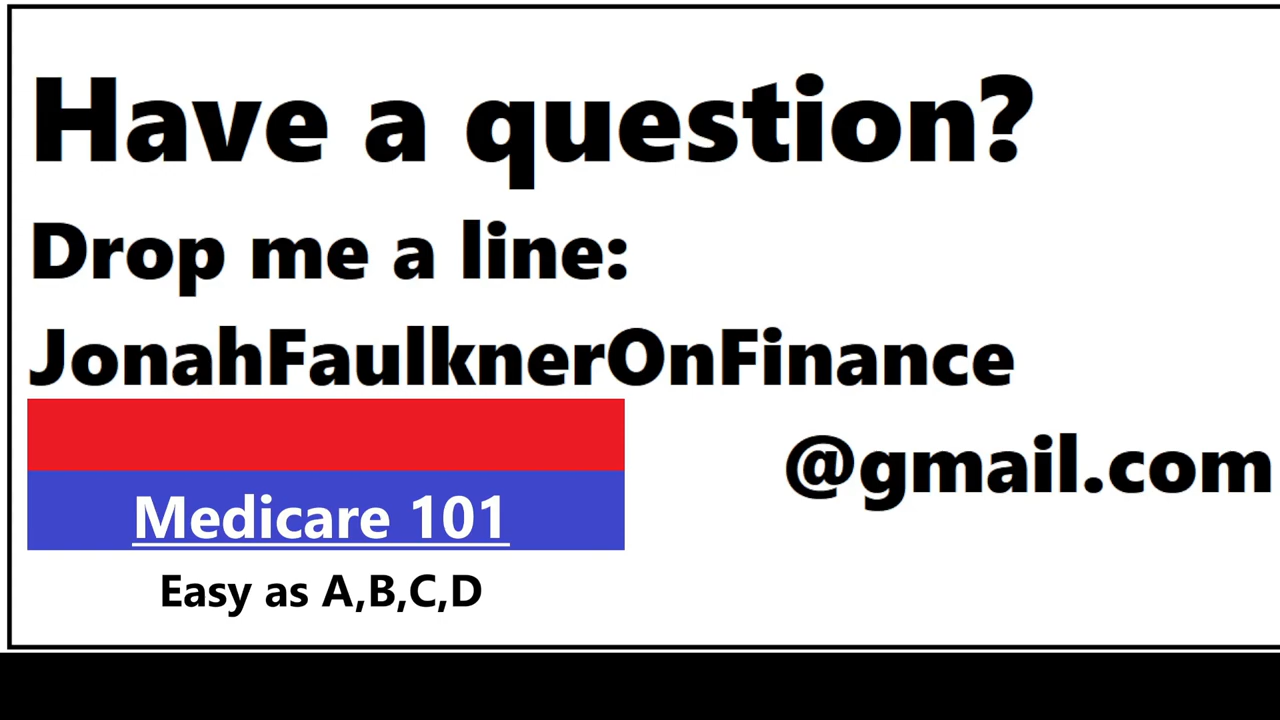 Have a question?
Drop me a line:
JonahFaulknerOnFinance
@gmail.com
Medicare 101
Easy as A,B,C,D